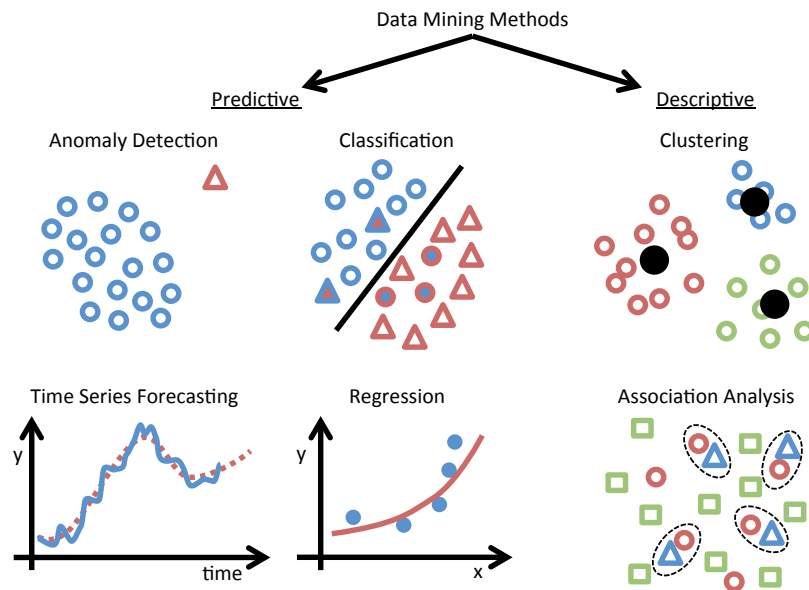 Data Mining Methods
Predictive
Descriptive
Anomaly Detection
Classification
Clustering
Time Series Forecasting
Regression
Association Analysis
y
time
y
x